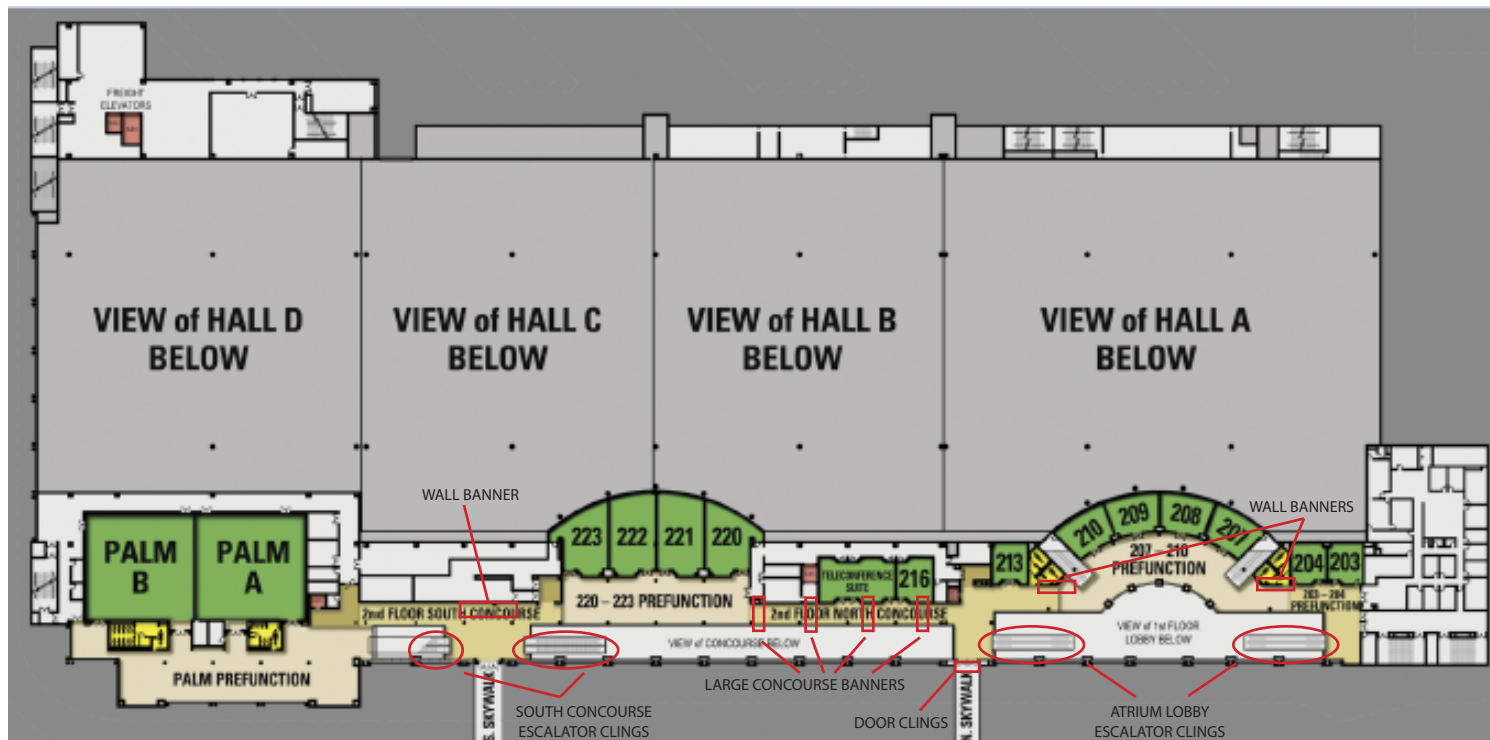 FREIGHT
ELEVATORS
VIEW of HALL D
BELOW
VIEW of HALL C
BELOW
VIEW of HALL B
BELOW
VIEW of HALL A
BELOW
WALL BANNER
WALL BANNERS
PALM
B
PALM
A
223
222
221
220
TELECONFERENCE
SUITE
216
213
210
209
208
207
204
203
207 – 210
PREFUNCTION
203 – 204
PREFUNCTION
2nd FLOOR SOUTH CONCOURSE
220 – 223 PREFUNCTION
2nd FLOOR NORTH CONCOURSE
VIEW of CONCOURSE BELOW
VIEW of 1st FLOOR
LOBBY BELOW
PALM PREFUNCTION
S. SKYWALK
N. SKYWALK
SOUTH CONCOURSE
ESCALATOR CLINGS
LARGE CONCOURSE BANNERS
DOOR CLINGS
ATRIUM LOBBY
ESCALATOR CLINGS